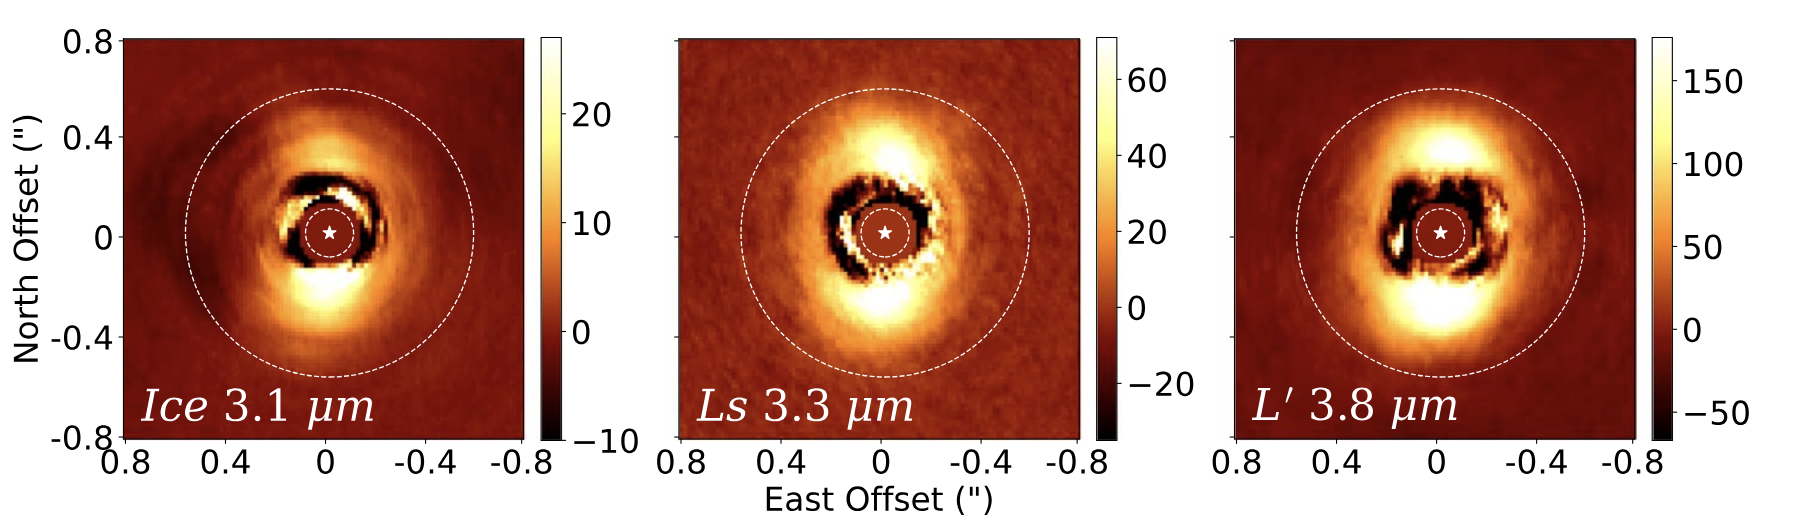 North Offset (")
0.8
0.4
0
-0.4
-0.8
Ice 3.1 μm
0.8 0.4 0 -0.4 -0.8
20
10
0
−10
Ls 3.3 μm
0.8 0.4 0 -0.4 -0.8
60
40
20
0
−20
L′ 3.8 μm
0.8 0.4 0 -0.4 -0.8
150
100
50
0
−50
East Offset (")